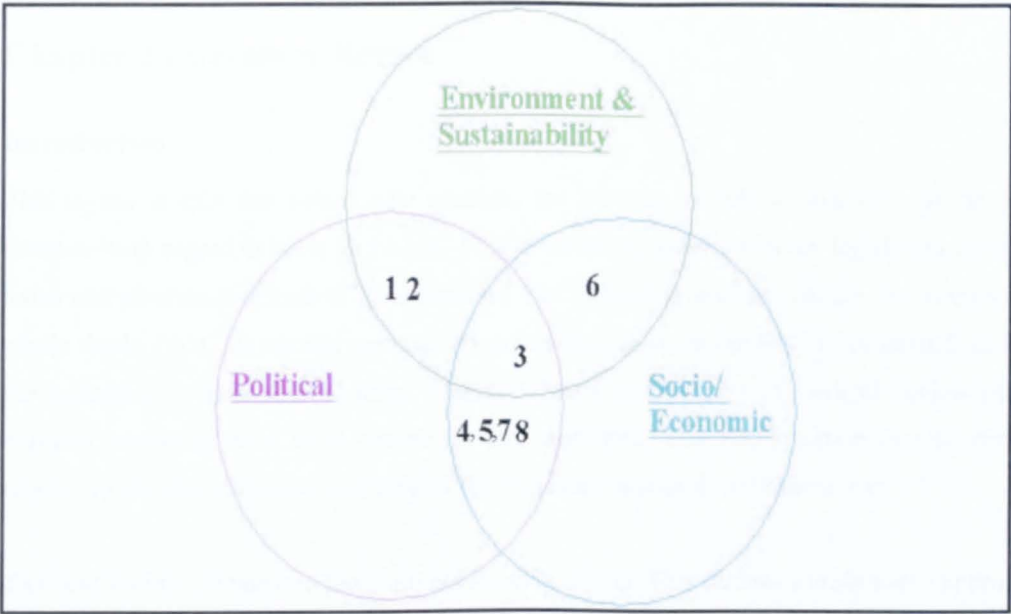 Environment &
Sustainability
1 2
6
3
Political
Socio/
Economic
4,5,7 8